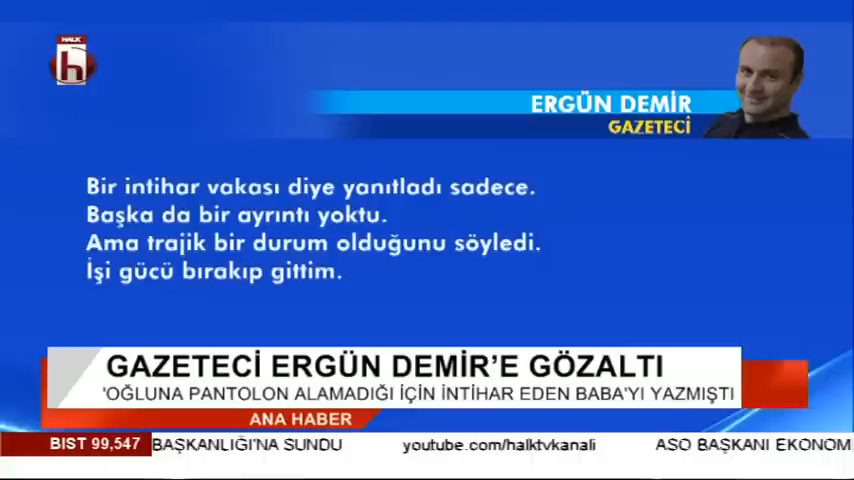 HALK
h
ERGÜN DEMİR
GAZETECİ
Bir intihar vakası diye yanıtladı sadece.
Başka da bir ayrıntı yoktu.
Ama trajik bir durum olduğunu söyledi.
İşi gücü bırakıp gittim.
GAZETECİ ERGÜN DEMİR'E GÖZALTI
'OĞLUNA PANTOLON ALAMADIĞI İÇİN İNTİHAR EDEN BABA'YI YAZMIŞTI
ANA HABER
BIST 99,547 BAŞKANLIĞI'NA SUNDU youtube.com/halktvkanali ASO BAŞKANI EKONOM